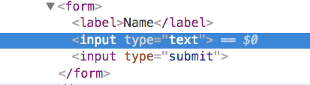 ▼<form>
<label>Name</label>
<input type="text"> == $0
<input type="submit">
</form>